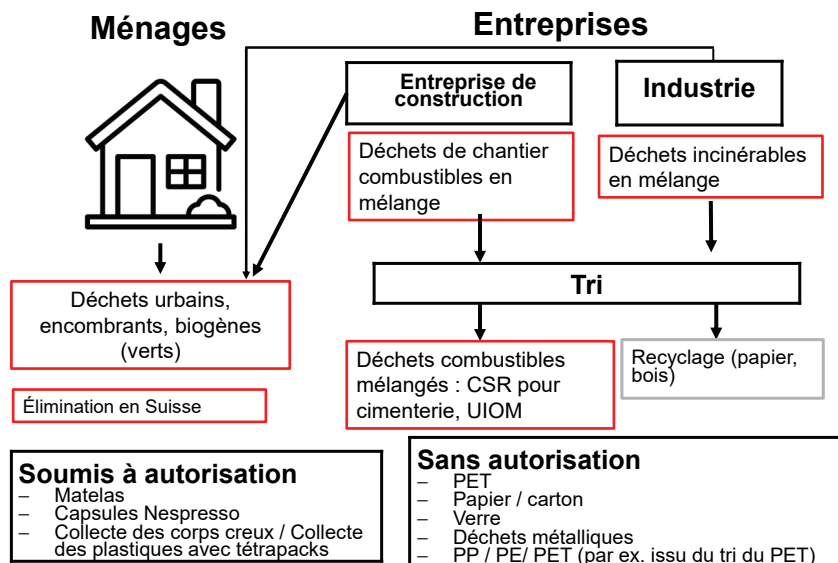 Ménages
Entreprises
Entreprise de
construction
Industrie
Déchets de chantier
combustibles en
mélange
Déchets incinérables
en mélange
Tri
Déchets urbains,
encombrants, biogènes
(verts)
Déchets combustibles
mélangés : CSR pour
cimenterie, UIOM
Recyclage (papier,
bois)
Élimination en Suisse
Soumis à autorisation
– Matelas
– Capsules Nespresso
– Collecte des corps creux / Collecte
des plastiques avec tétrapacks
Sans autorisation
– PET
– Papier / carton
– Verre
– Déchets métalliques
– PP / PE/ PET (par ex. issu du tri du PET)